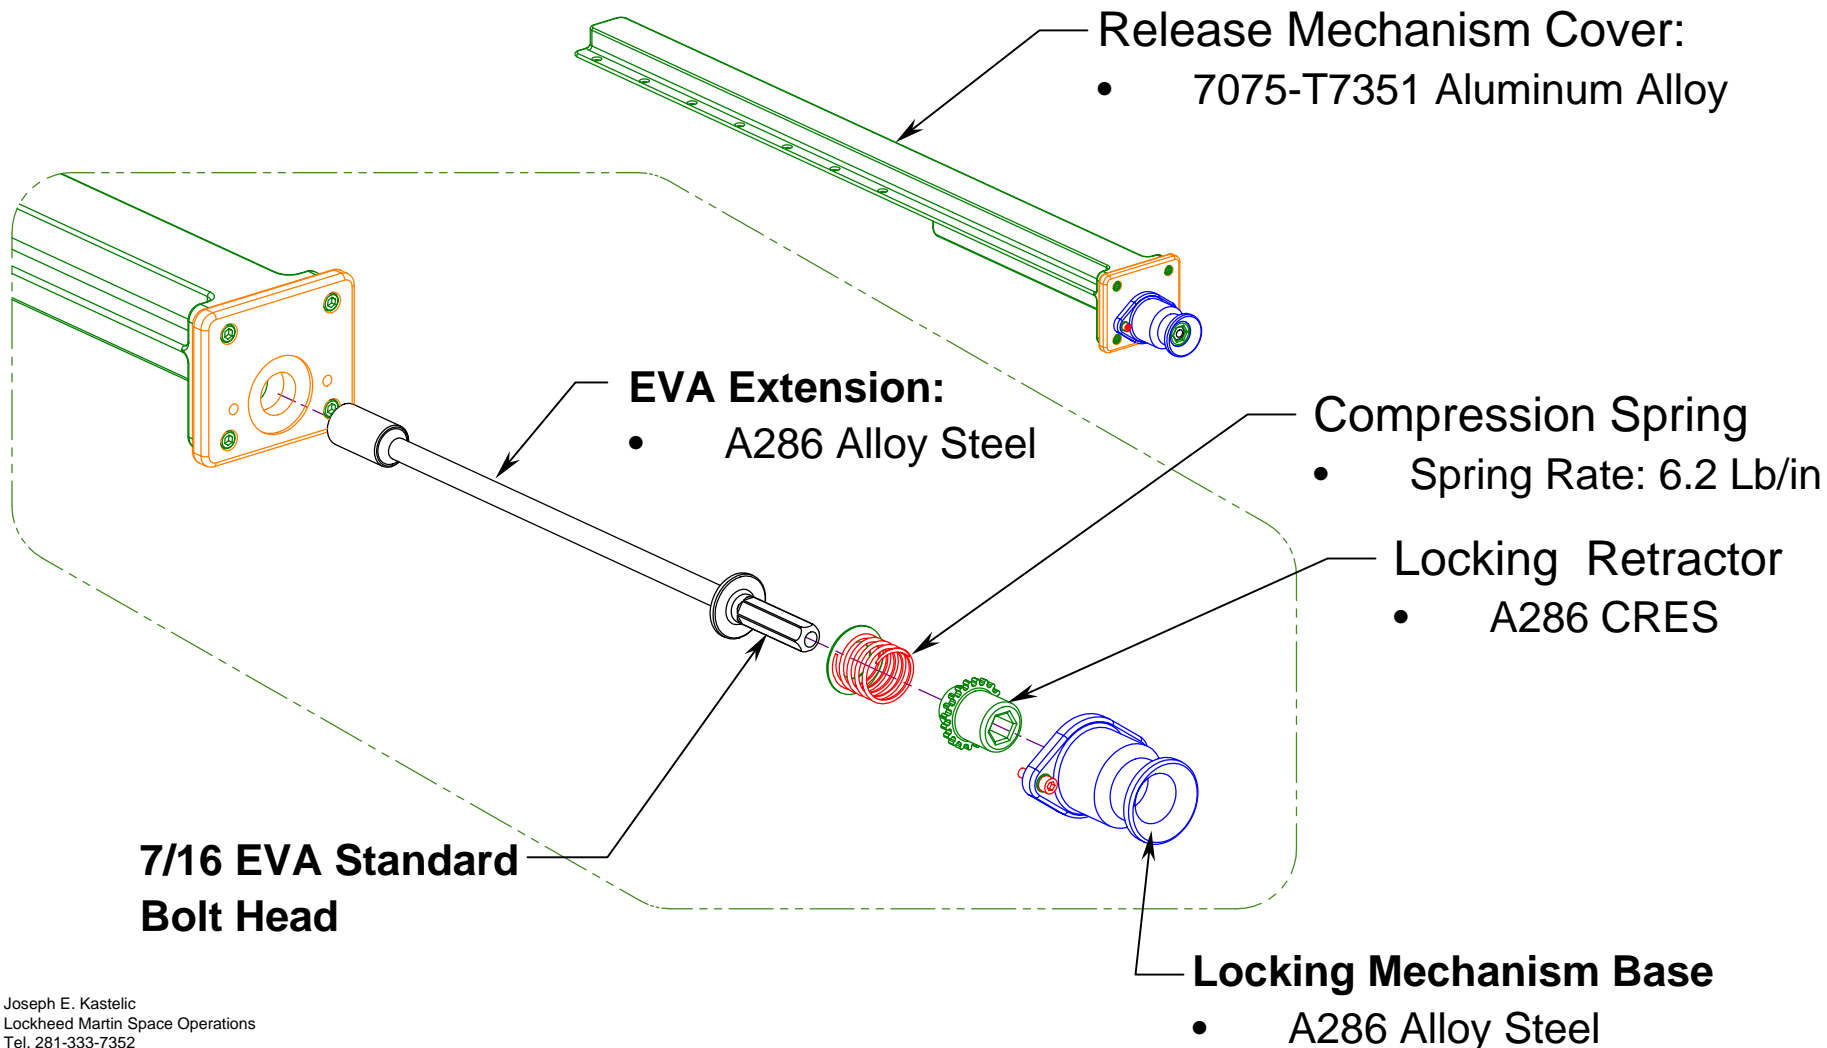 Release Mechanism Cover:
• 7075-T7351 Aluminum Alloy
EVA Extension:
• A286 Alloy Steel
Compression Spring
• Spring Rate: 6.2 Lb/in
Locking Retractor
• A286 CRES
7/16 EVA Standard
Bolt Head
Locking Mechanism Base
• A286 Alloy Steel
Joseph E. Kastelic
Lockheed Martin Space Operations
Tel. 281-333-7352